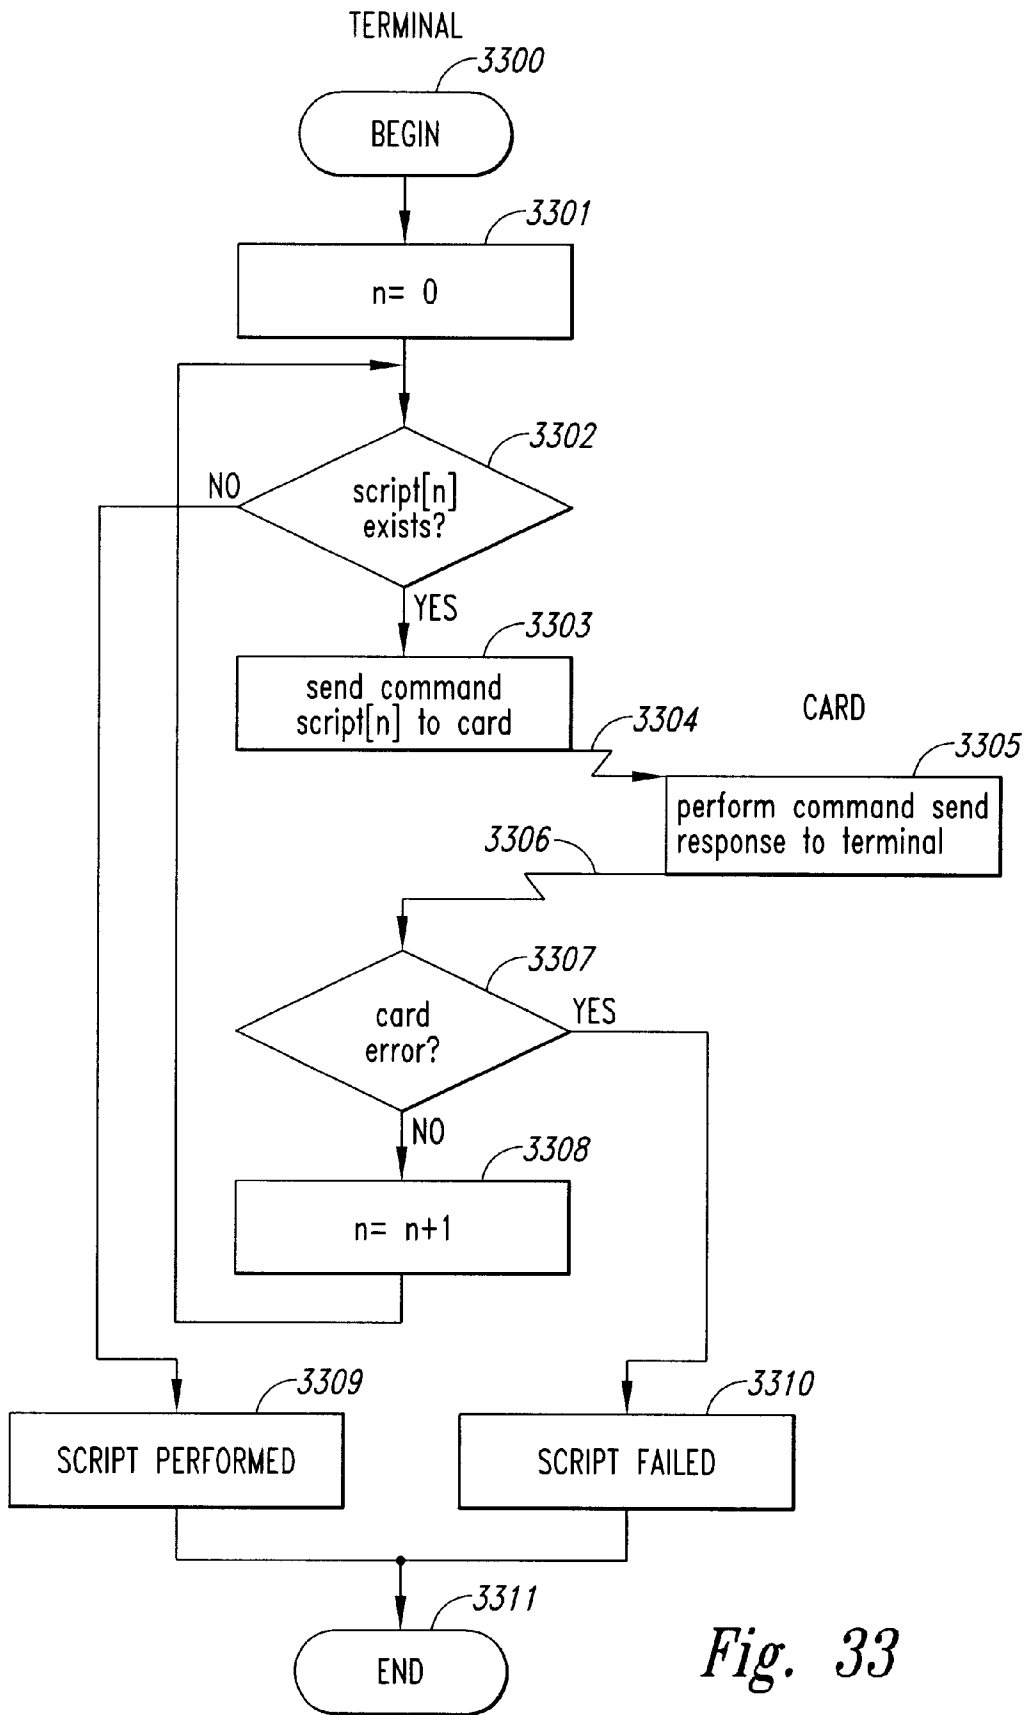 TERMINAL
3300
BEGIN
3301
n= 0
3302
NO
script[n]
exists?
YES
3303
send command
script[n] to card
3304
CARD
3305
perform command send
response to terminal
3306
3307
card
error?
YES
NO
3308
n= n+1
3309
SCRIPT PERFORMED
3310
SCRIPT FAILED
3311
END
Fig. 33